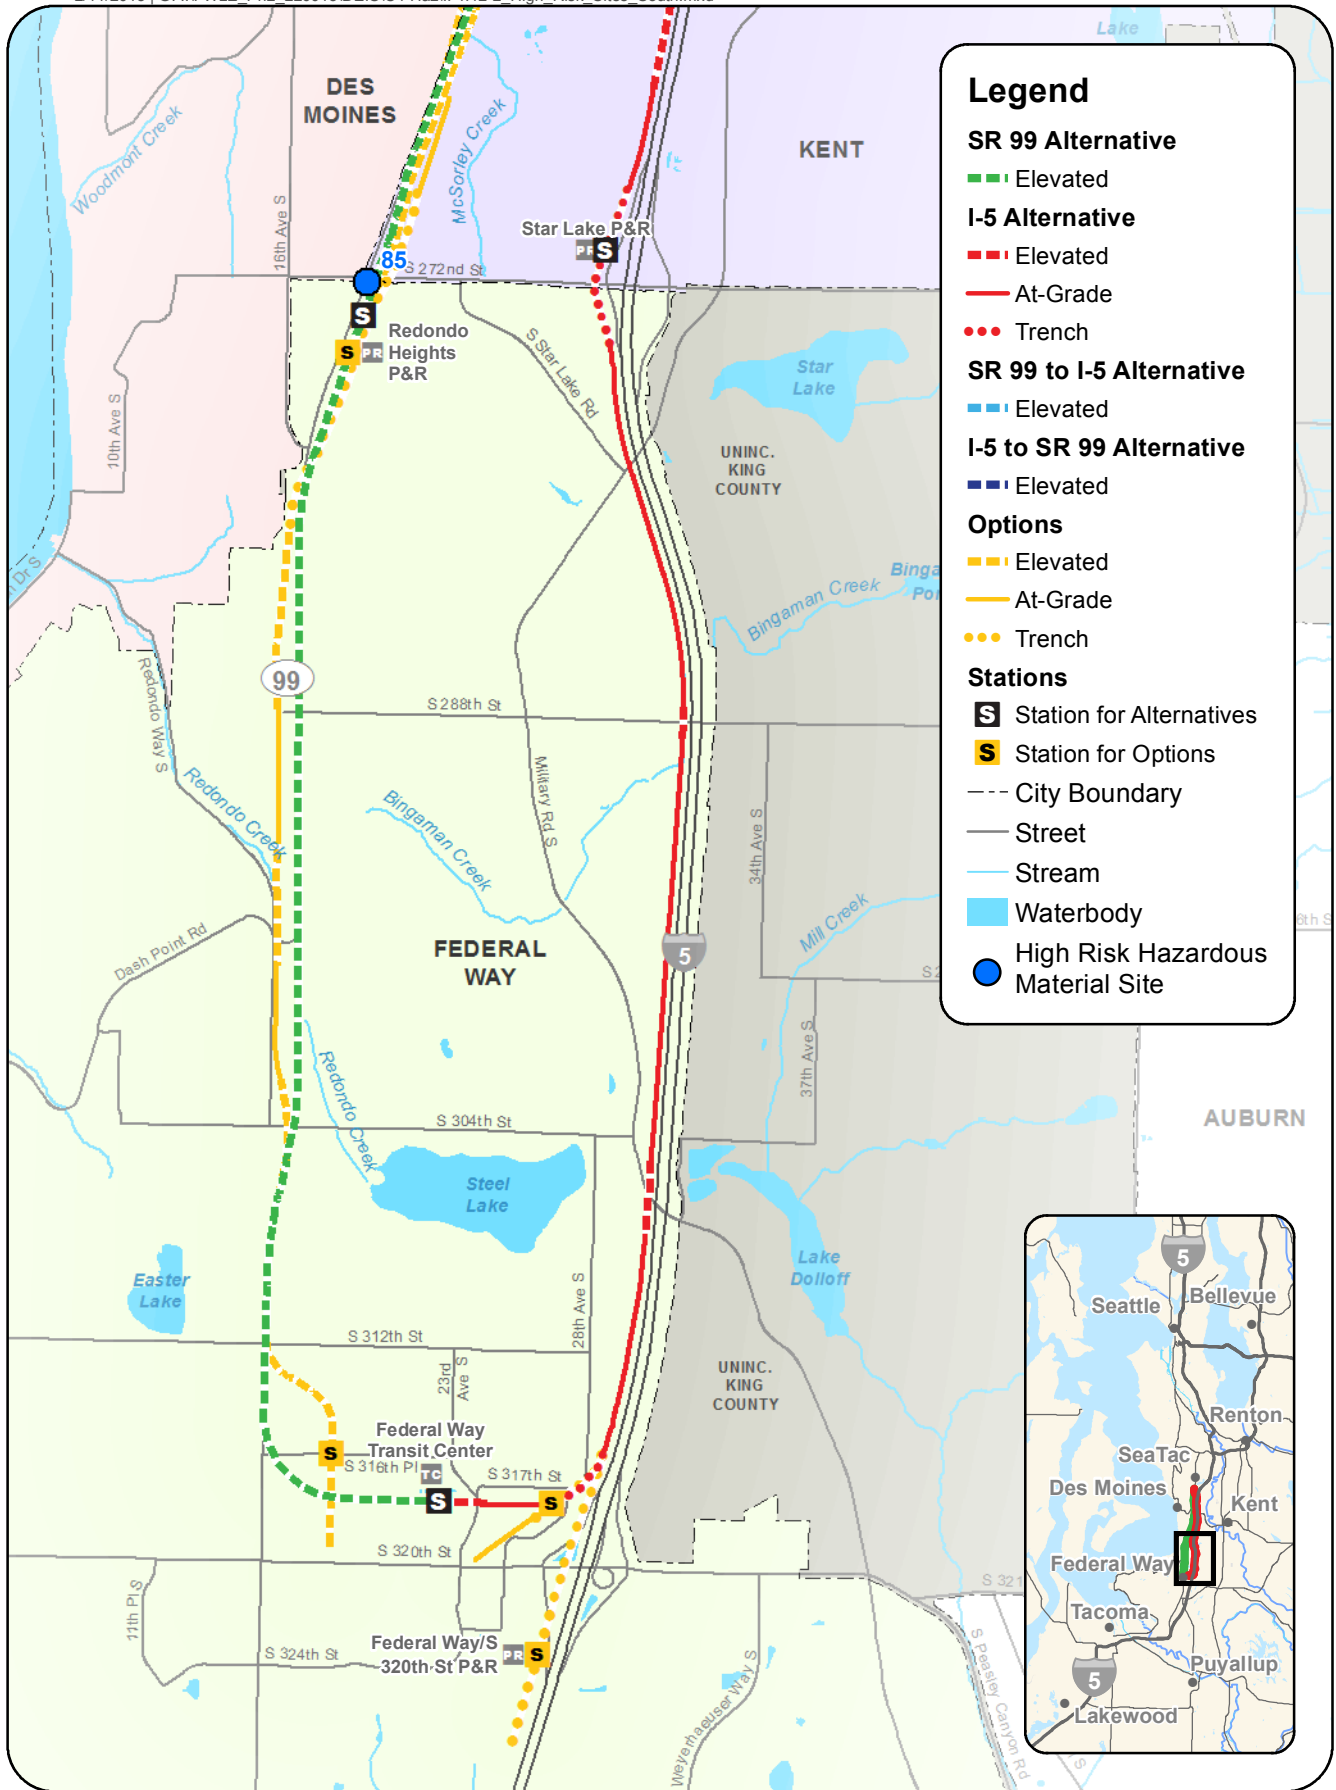 Lake
DES
MOINES
KENT
Woodmont Creek
McSorley Creek
16th Ave S
Star Lake P&R
PR
S
85
S 272nd St
S
Redondo
Heights
P&R
S
PR
S Star Lake Rd
Star
Lake
10th Ave S
UNINC.
KING
COUNTY
Dr S
Bingaman Creek
Redondo Way S
99
S 288th St
Redondo Creek
Military Rd S
Bingaman Creek
34th Ave S
Mill Creek
Dash Point Rd
FEDERAL
WAY
5
37th Ave S
Redondo Creek
S 304th St
AUBURN
Steel
Lake
Lake
Dolloff
Easter
Lake
28th Ave S
S 312th St
23rd
Ave S
UNINC.
KING
COUNTY
Federal Way
Transit Center
S
S 316th Pl
TC
S 317th St
S
S
S 320th St
11th Pl S
S 324th St
Federal Way/S
320th St P&R
PR
S
Weyerhaeuser Way S
S Peasley Canyon Rd
S 321
Legend
SR 99 Alternative
Elevated
I-5 Alternative
Elevated
At-Grade
Trench
SR 99 to I-5 Alternative
Elevated
I-5 to SR 99 Alternative
Elevated
Options
Elevated
At-Grade
Trench
Stations
S Station for Alternatives
S Station for Options
City Boundary
Street
Stream
Waterbody
High Risk Hazardous
Material Site
5
Seattle
Bellevue
Renton
SeaTac
Des Moines
Kent
Federal Way
Tacoma
5
Puyallup
Lakewood